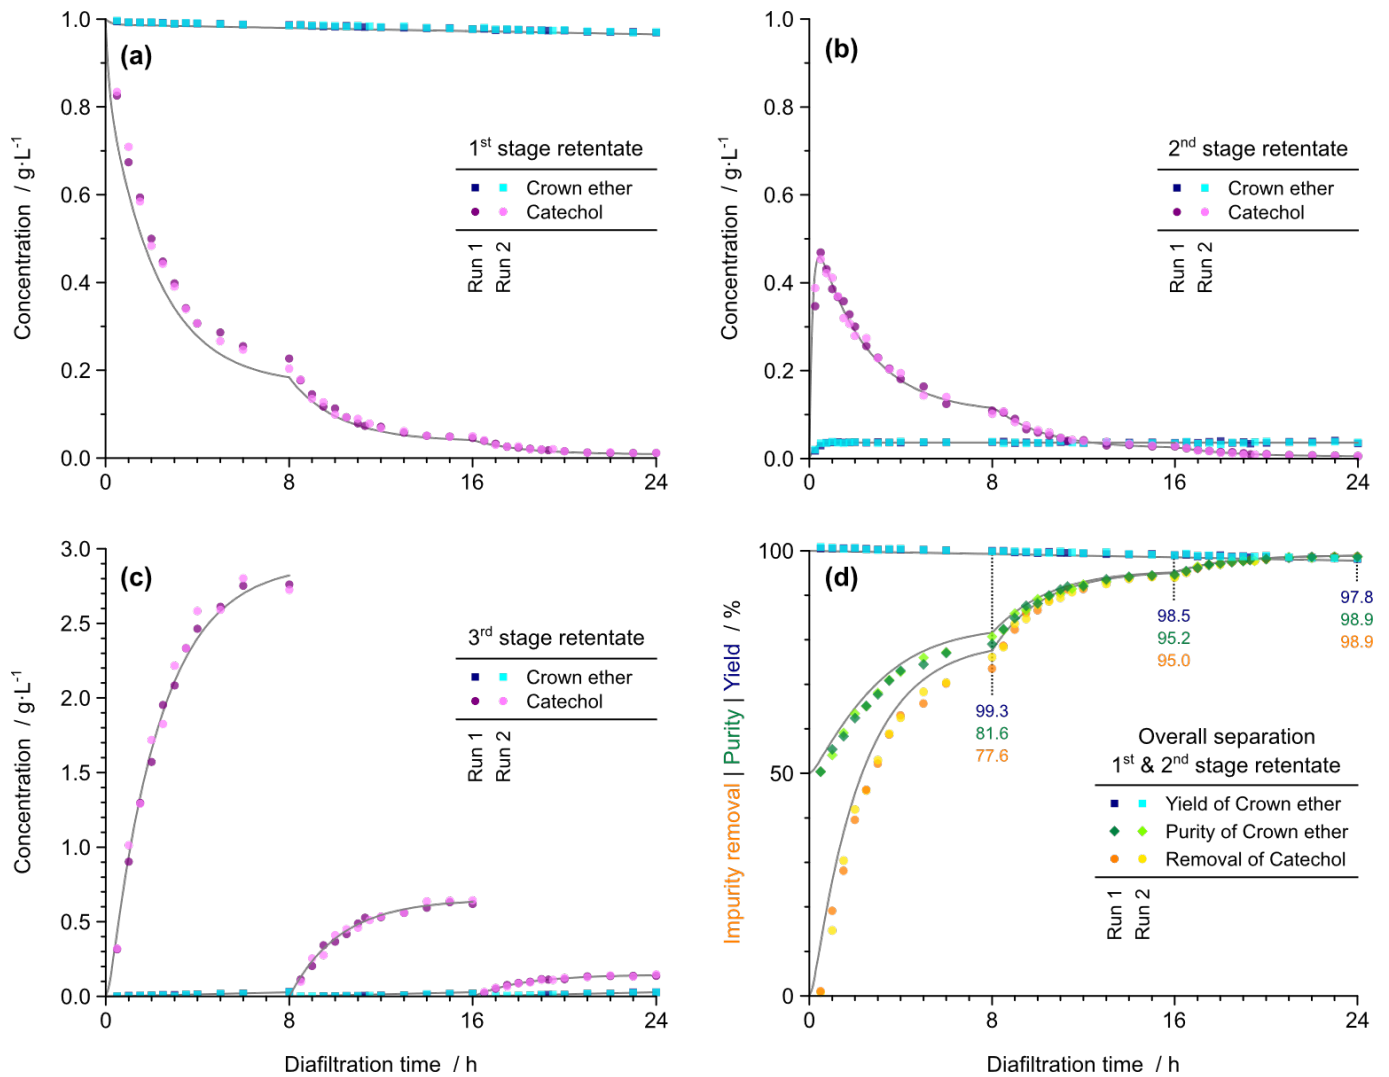 (a)
1.0
0.8
0.6
0.4
0.2
0.0
0
8
16
24
Concentration / g·L⁻¹
1st stage retentate
Crown ether
Catechol
Run 1
Run 2
(b)
1.0
0.8
0.6
0.4
0.2
0.0
0
8
16
24
Concentration / g·L⁻¹
2nd stage retentate
Crown ether
Catechol
Run 1
Run 2
(c)
3.0
2.5
2.0
1.5
1.0
0.5
0.0
0
8
16
24
Concentration / g·L⁻¹
Diafiltration time / h
3rd stage retentate
Crown ether
Catechol
Run 1
Run 2
(d)
100
50
0
0
8
16
24
Impurity removal | Purity | Yield / %
Diafiltration time / h
99.3
81.6
77.6
98.5
95.2
95.0
97.8
98.9
98.9
Overall separation
1st & 2nd stage retentate
Yield of Crown ether
Purity of Crown ether
Removal of Catechol
Run 1
Run 2